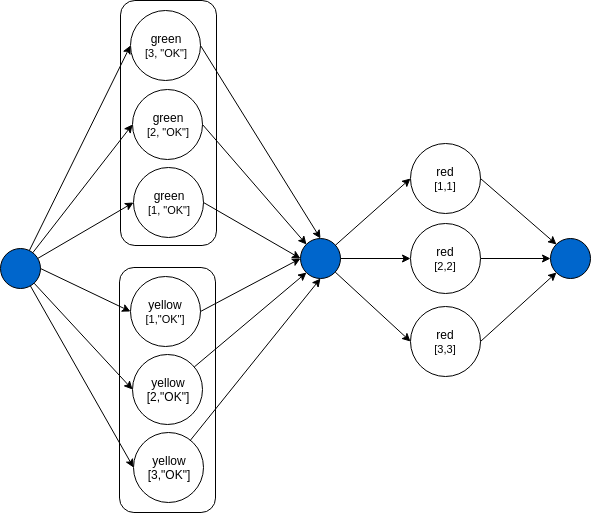 green
[3, "OK"]
green
[2, "OK"]
green
[1, "OK"]
yellow
[1,"OK"]
yellow
[2,"OK"]
yellow
[3,"OK"]
red
[1,1]
red
[2,2]
red
[3,3]